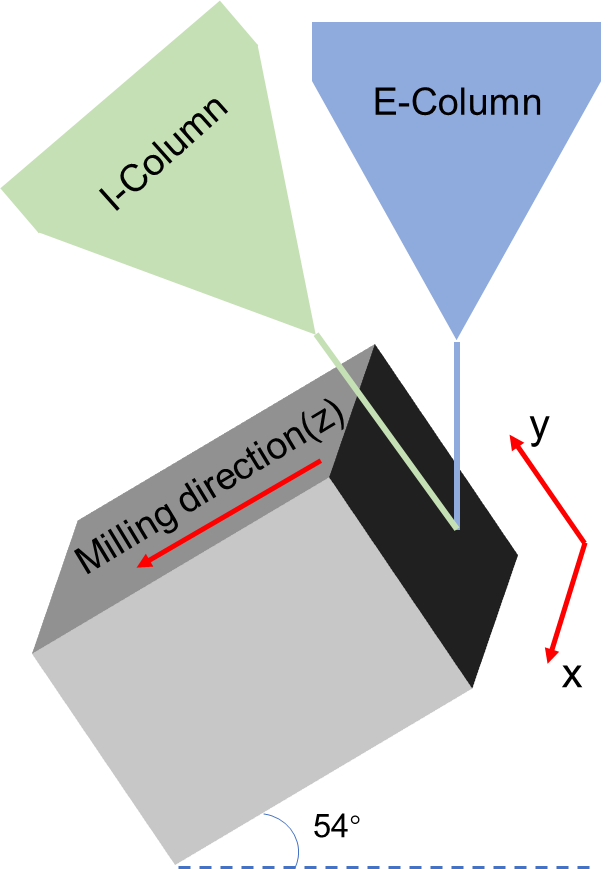 I-Column
E-Column
Milling direction(z)
y
x
54°